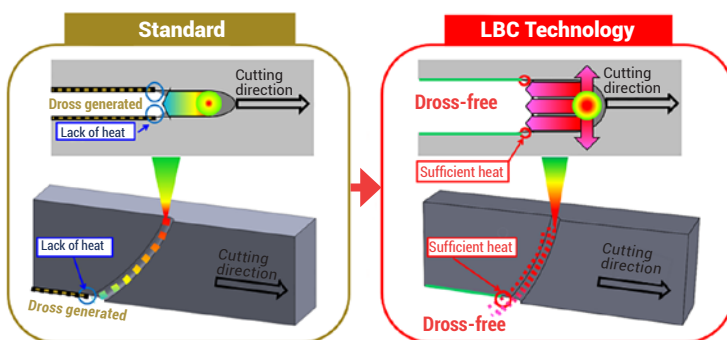 Standard
Cutting
direction
Dross generated
Lack of heat
Lack of heat
Cutting
direction
Dross generated
LBC Technology
Cutting
direction
Dross-free
Sufficient heat
Sufficient heat
Cutting
direction
Dross-free